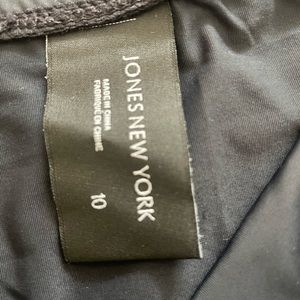 JONES NEW YORK
MADE IN CHINA
FABRIQUÉ EN CHINE
10